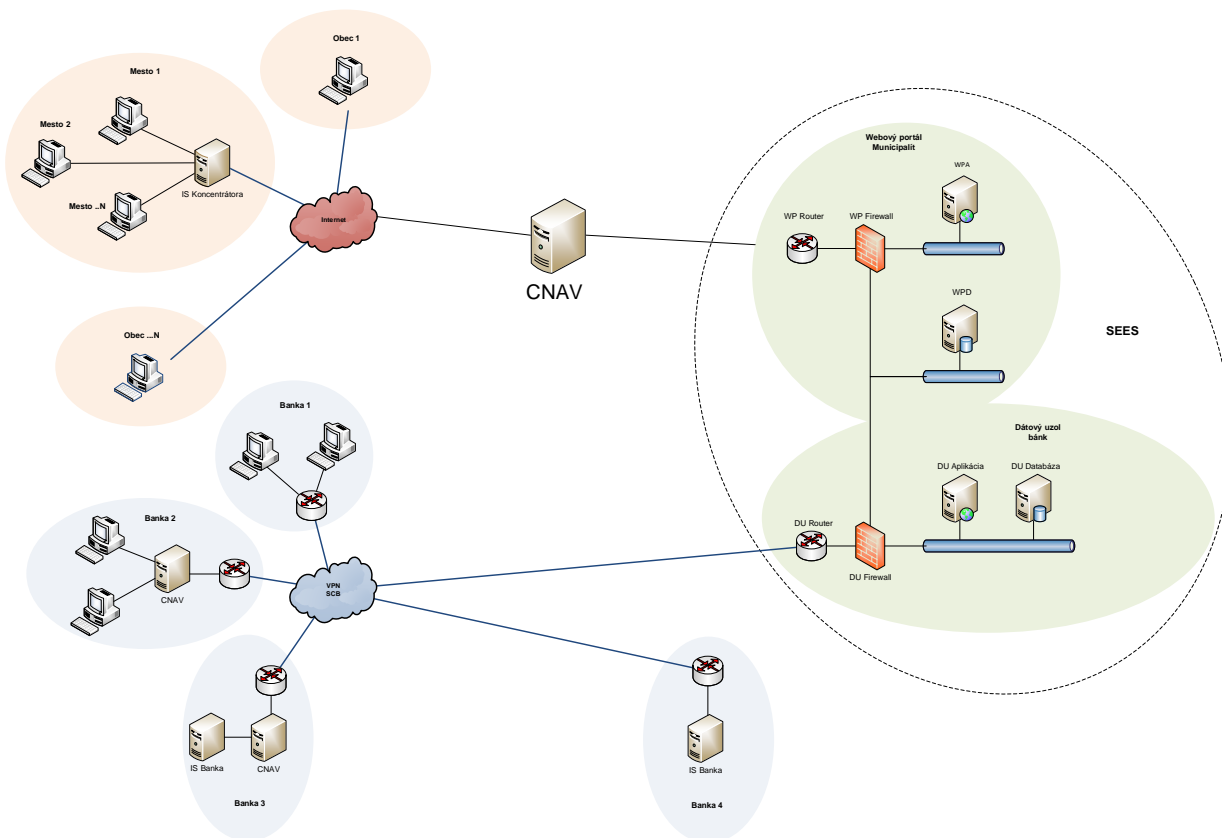 Obec 1
Mesto 1
Mesto 2
IS Koncentrátora
Mesto ..N
Internet
Obec ...N
CNAV
Webový portál
Municipalít
WPA
WP Router
WP Firewall
WPD
SEES
Dátový uzol
bánk
DU Aplikácia
DU Databáza
DU Router
DU Firewall
Banka 1
Banka 2
CNAV
VPN
SCB
IS Banka
CNAV
Banka 3
IS Banka
Banka 4